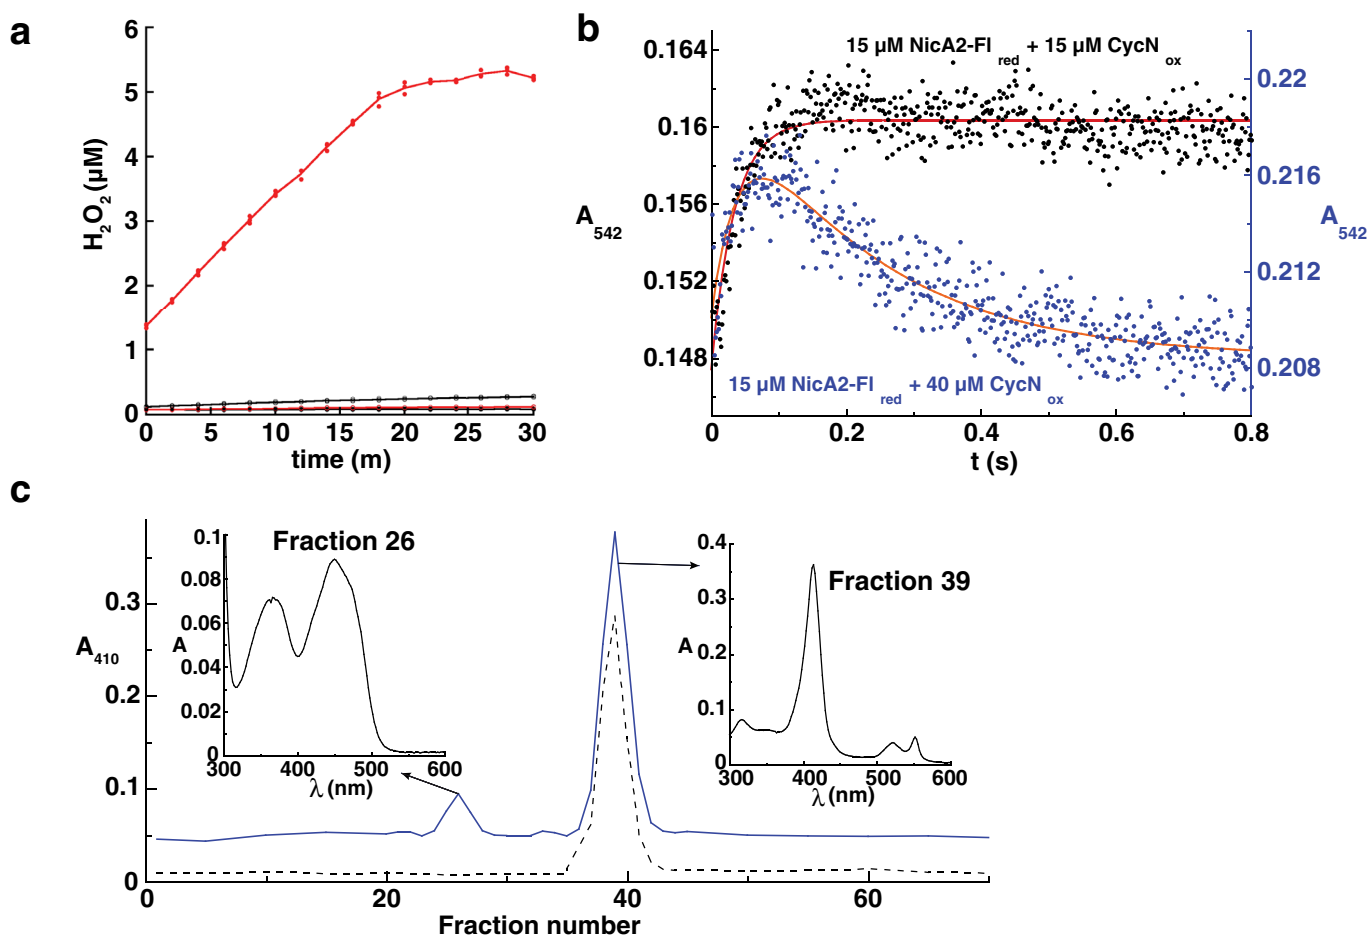 a
6
5
4
3
2
1
0
H₂O₂ (µM)
0 5 10 15 20 25 30
time (m)
b
0.164
0.16
0.156
0.152
0.148
A₅₄₂
15 µM NicA2-Fl red + 15 µM CycN ox
15 µM NicA2-Fl red + 40 µM CycN ox
0.22
0.216
0.212
0.208
A₅₄₂
0 0.2 0.4 0.6 0.8
t (s)
c
0.3
0.2
0.1
0
A₄₁₀
0 20 40 60
Fraction number
Fraction 26
0.1
0.08
0.06
0.04
0.02
0
A
300 400 500 600
λ (nm)
Fraction 39
0.4
0.3
0.2
0.1
0
A
300 400 500 600
λ (nm)